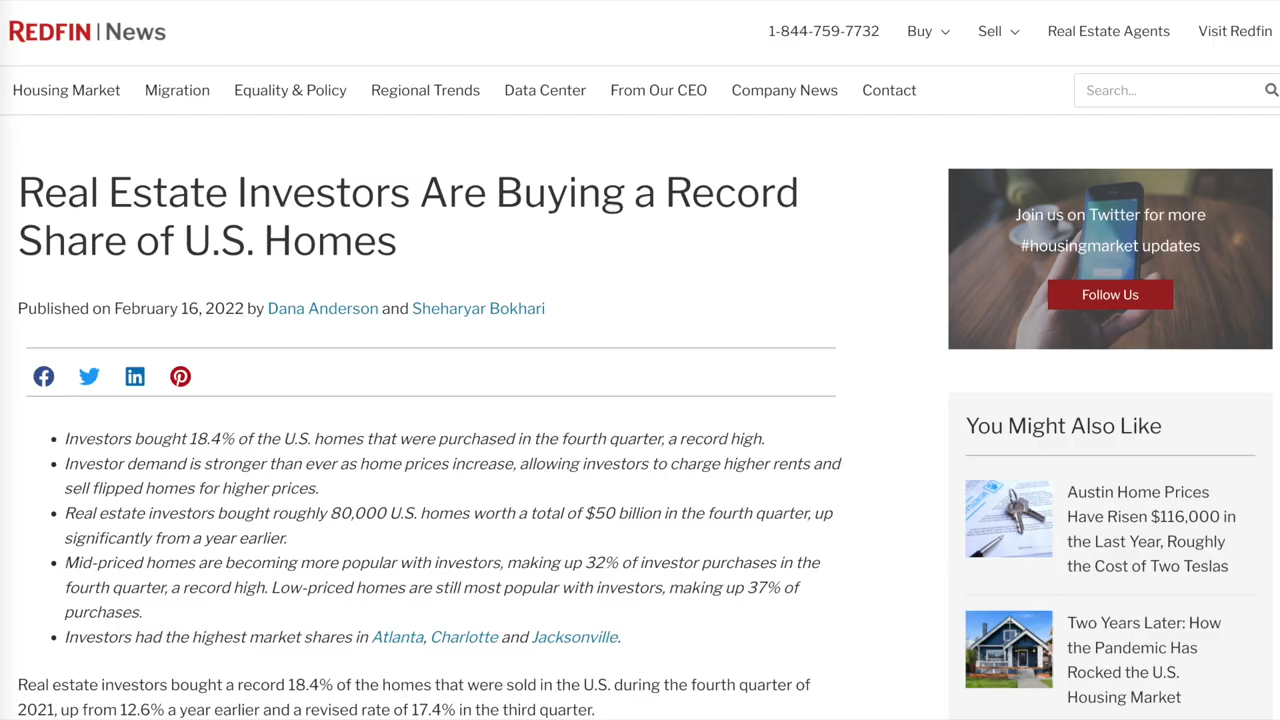 REDFIN | News
1-844-759-7732 Buy Sell Real Estate Agents Visit Redfin
Housing Market Migration Equality & Policy Regional Trends Data Center From Our CEO Company News Contact Search...
Real Estate Investors Are Buying a Record
Share of U.S. Homes
Published on February 16, 2022 by Dana Anderson and Sheharyar Bokhari
• Investors bought 18.4% of the U.S. homes that were purchased in the fourth quarter, a record high.
• Investor demand is stronger than ever as home prices increase, allowing investors to charge higher rents and
sell flipped homes for higher prices.
• Real estate investors bought roughly 80,000 U.S. homes worth a total of $50 billion in the fourth quarter, up
significantly from a year earlier.
• Mid-priced homes are becoming more popular with investors, making up 32% of investor purchases in the
fourth quarter, a record high. Low-priced homes are still most popular with investors, making up 37% of
purchases.
• Investors had the highest market shares in Atlanta, Charlotte and Jacksonville.
Real estate investors bought a record 18.4% of the homes that were sold in the U.S. during the fourth quarter of
2021, up from 12.6% a year earlier and a revised rate of 17.4% in the third quarter.
Join us on Twitter for more
#housingmarket updates
Follow Us
You Might Also Like
Austin Home Prices
Have Risen $116,000 in
the Last Year, Roughly
the Cost of Two Teslas
Two Years Later: How
the Pandemic Has
Rocked the U.S.
Housing Market